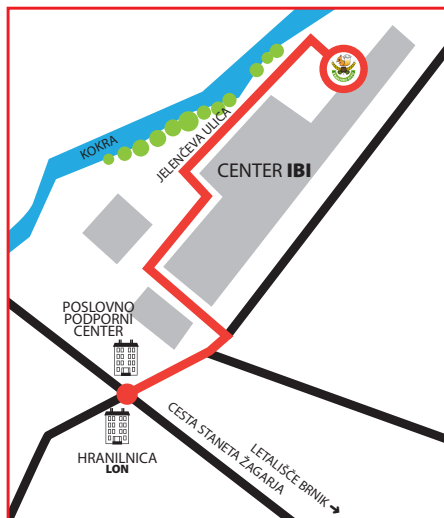 KOKRA
JELENČEVA ULICA
CENTER IBI
POSLOVNO
PODPORNI
CENTER
HRANILNICA
LON
CESTA STANETA ŽAGARJA
LETALIŠČE BRNIK